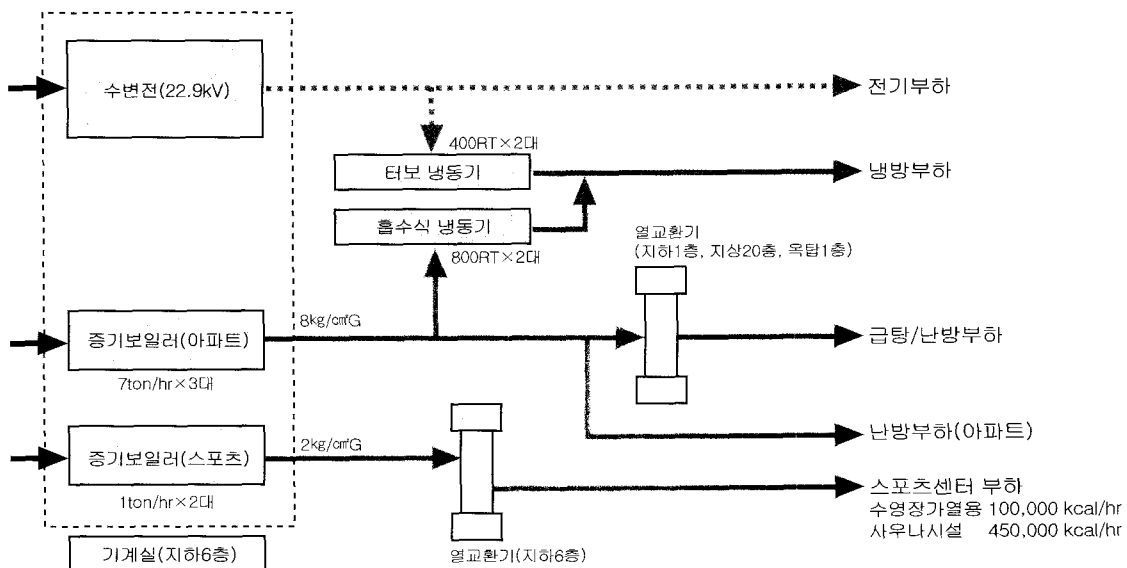 수변전(22.9kV)
전기부하
400RT×2대
터보 냉동기
냉방부하
흡수식 냉동기
800RT×2대
열교환기
(지하1층, 지상20층, 옥탑1층)
증기보일러(아파트)
8kg/㎠G
급탕/난방부하
7ton/hr×3대
난방부하(아파트)
증기보일러(스포츠)
2kg/㎠G
1ton/hr×2대
스포츠센터 부하
수영장가열용 100,000 kcal/hr
사우나시설 450,000 kcal/hr
기계실(지하6층)
열교환기(지하6층)